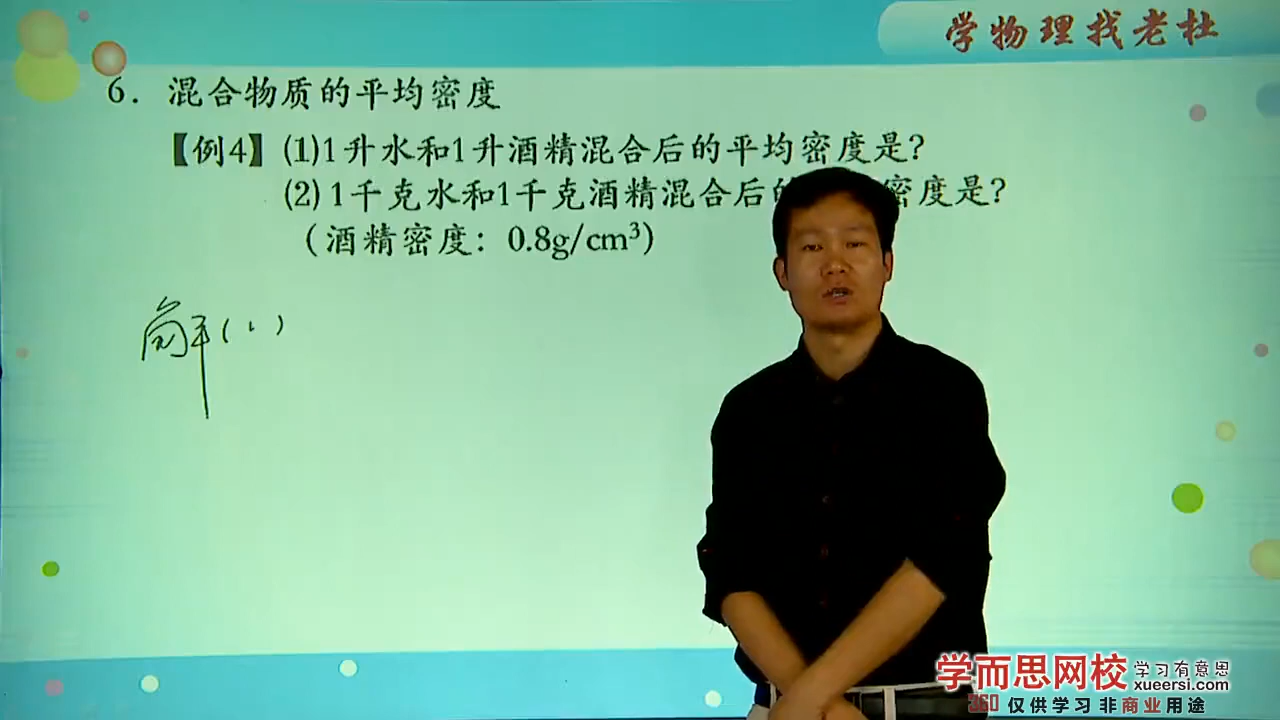 学物理找老杜
6. 混合物质的平均密度
【例4】(1)1升水和1升酒精混合后的平均密度是?
(2) 1千克水和1千克酒精混合后的 密度是?
(酒精密度: 0.8g/cm³)
解(1)
学而思网校 学习有意思
xueersi.com
360 仅供学习 非商业用途